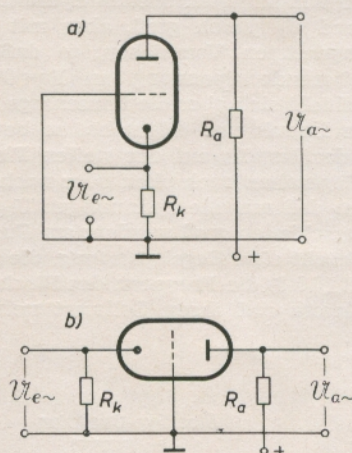 a)
Rₐ
𝔘ₐ~
𝔘ₑ~
Rₖ
+
b)
𝔘ₑ~
Rₖ
Rₐ
𝔘ₐ~
+